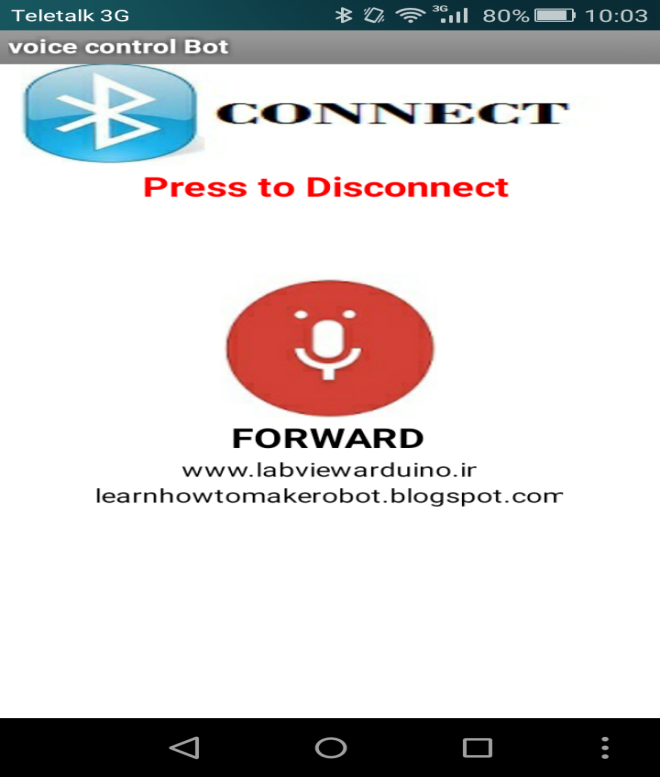 Teletalk 3G 3G 80% 10:03
voice control Bot
CONNECT
Press to Disconnect
FORWARD
www.labviewarduino.ir
learnhowtomakerobot.blogspot.com